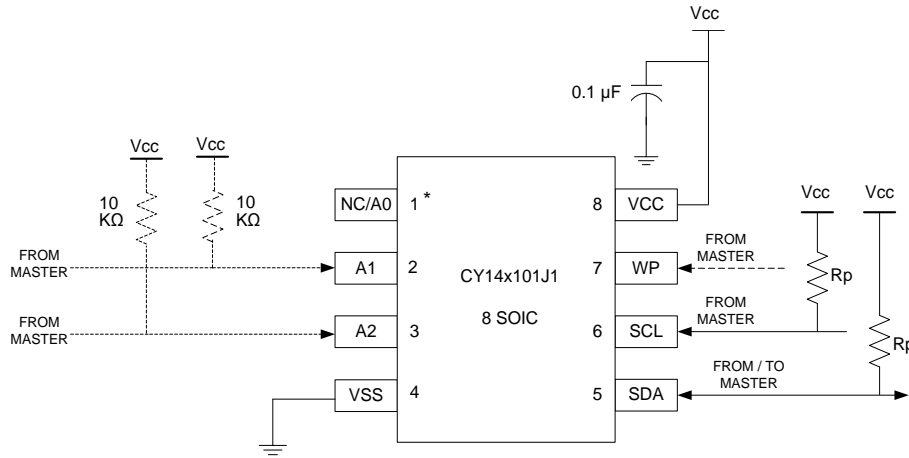 Vcc
0.1 µF
Vcc
Vcc
10
KΩ
10
KΩ
Vcc
Vcc
NC/A0
1 *
8
VCC
FROM
MASTER
A1
2
CY14x101J1
7
WP
FROM
MASTER
Rp
FROM
MASTER
A2
3
8 SOIC
6
SCL
FROM
MASTER
Rp
VSS
4
5
SDA
FROM / TO
MASTER